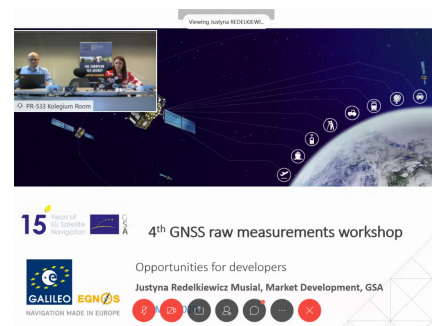 Viewing Justyna REDELKIEWI...
PR-533 Kolegium Room
15 Years of
EU Satellite
Navigation
GSA
4th GNSS raw measurements workshop
Opportunities for developers
Justyna Redelkiewicz Musial, Market Development, GSA
GALILEO EGNOS
NAVIGATION MADE IN EUROPE